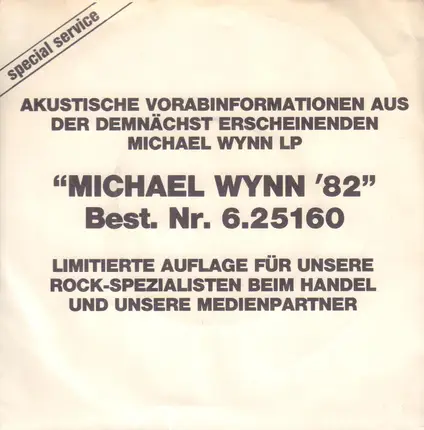 special service
AKUSTISCHE VORABINFORMATIONEN AUS
DER DEMNÄCHST ERSCHEINENDEN
MICHAEL WYNN LP
“MICHAEL WYNN ’82”
Best. Nr. 6.25160
LIMITIERTE AUFLAGE FÜR UNSERE
ROCK-SPEZIALISTEN BEIM HANDEL
UND UNSERE MEDIENPARTNER